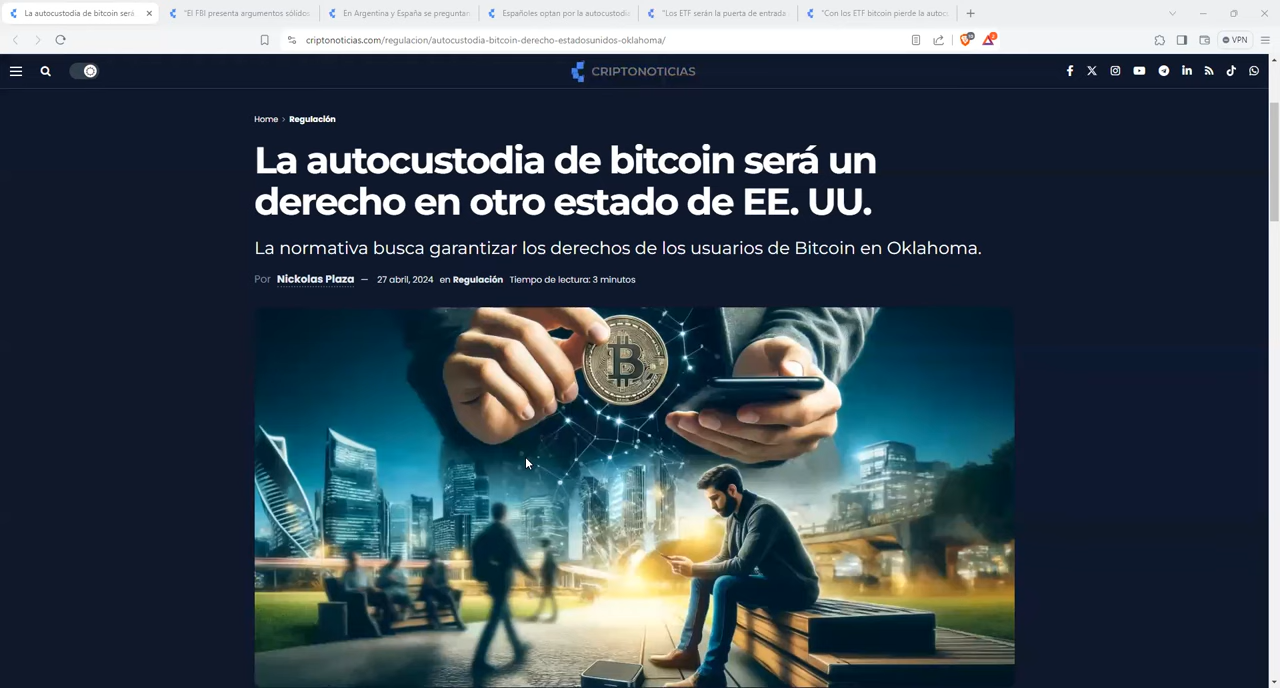 La autocustodia de bitcoin será
"El FBI presenta argumentos sólidos
En Argentina y España se preguntan
Españoles optan por la autocustodia
"Los ETF serán la puerta de entrada
"Con los ETF bitcoin pierde la autoc
criptonoticias.com/regulacion/autocustodia-bitcoin-derecho-estadosunidos-oklahoma/
VPN
CRIPTONOTICIAS
Home > Regulación
La autocustodia de bitcoin será un
derecho en otro estado de EE. UU.
La normativa busca garantizar los derechos de los usuarios de Bitcoin en Oklahoma.
Por Nickolas Plaza — 27 abril, 2024 en Regulación Tiempo de lectura: 3 minutos